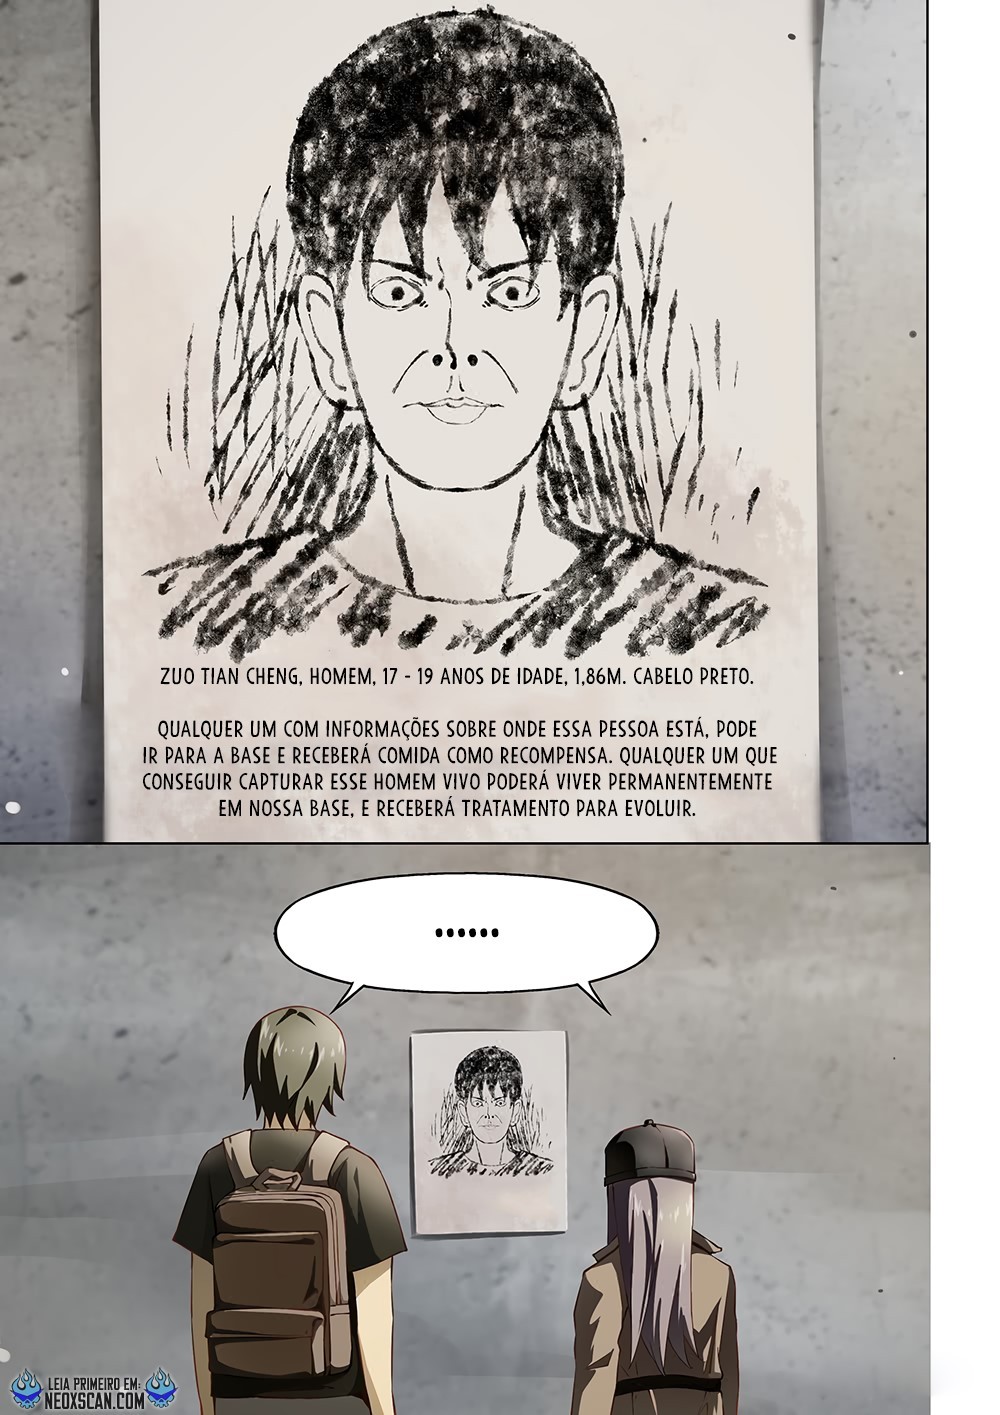 ZUO TIAN CHENG, HOMEM, 17 - 19 ANOS DE IDADE, 1,86M. CABELO PRETO.
QUALQUER UM COM INFORMAÇÕES SOBRE ONDE ESSA PESSOA ESTÁ, PODE
IR PARA A BASE E RECEBERÁ COMIDA COMO RECOMPENSA. QUALQUER UM QUE
CONSEGUIR CAPTURAR ESSE HOMEM VIVO PODERÁ VIVER PERMANENTEMENTE
EM NOSSA BASE, E RECEBERÁ TRATAMENTO PARA EVOLUIR.
......
LEIA PRIMEIRO EM:
NEOXSCAN.COM